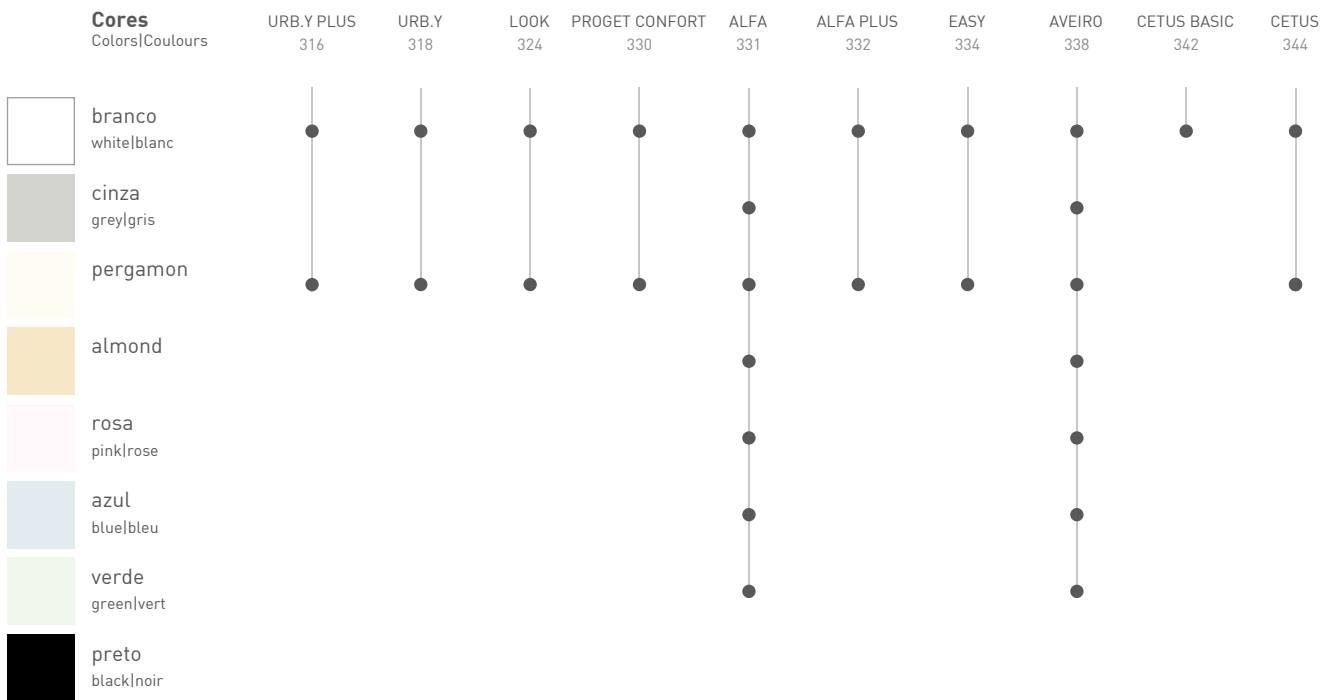 Cores
Colors|Coulours
URB.Y PLUS URB.Y LOOK PROGET CONFORT ALFA ALFA PLUS EASY AVEIRO CETUS BASIC CETUS
316 318 324 330 331 332 334 338 342 344
branco
white|blanc
cinza
grey|gris
pergamon
almond
rosa
pink|rose
azul
blue|bleu
verde
green|vert
preto
black|noir